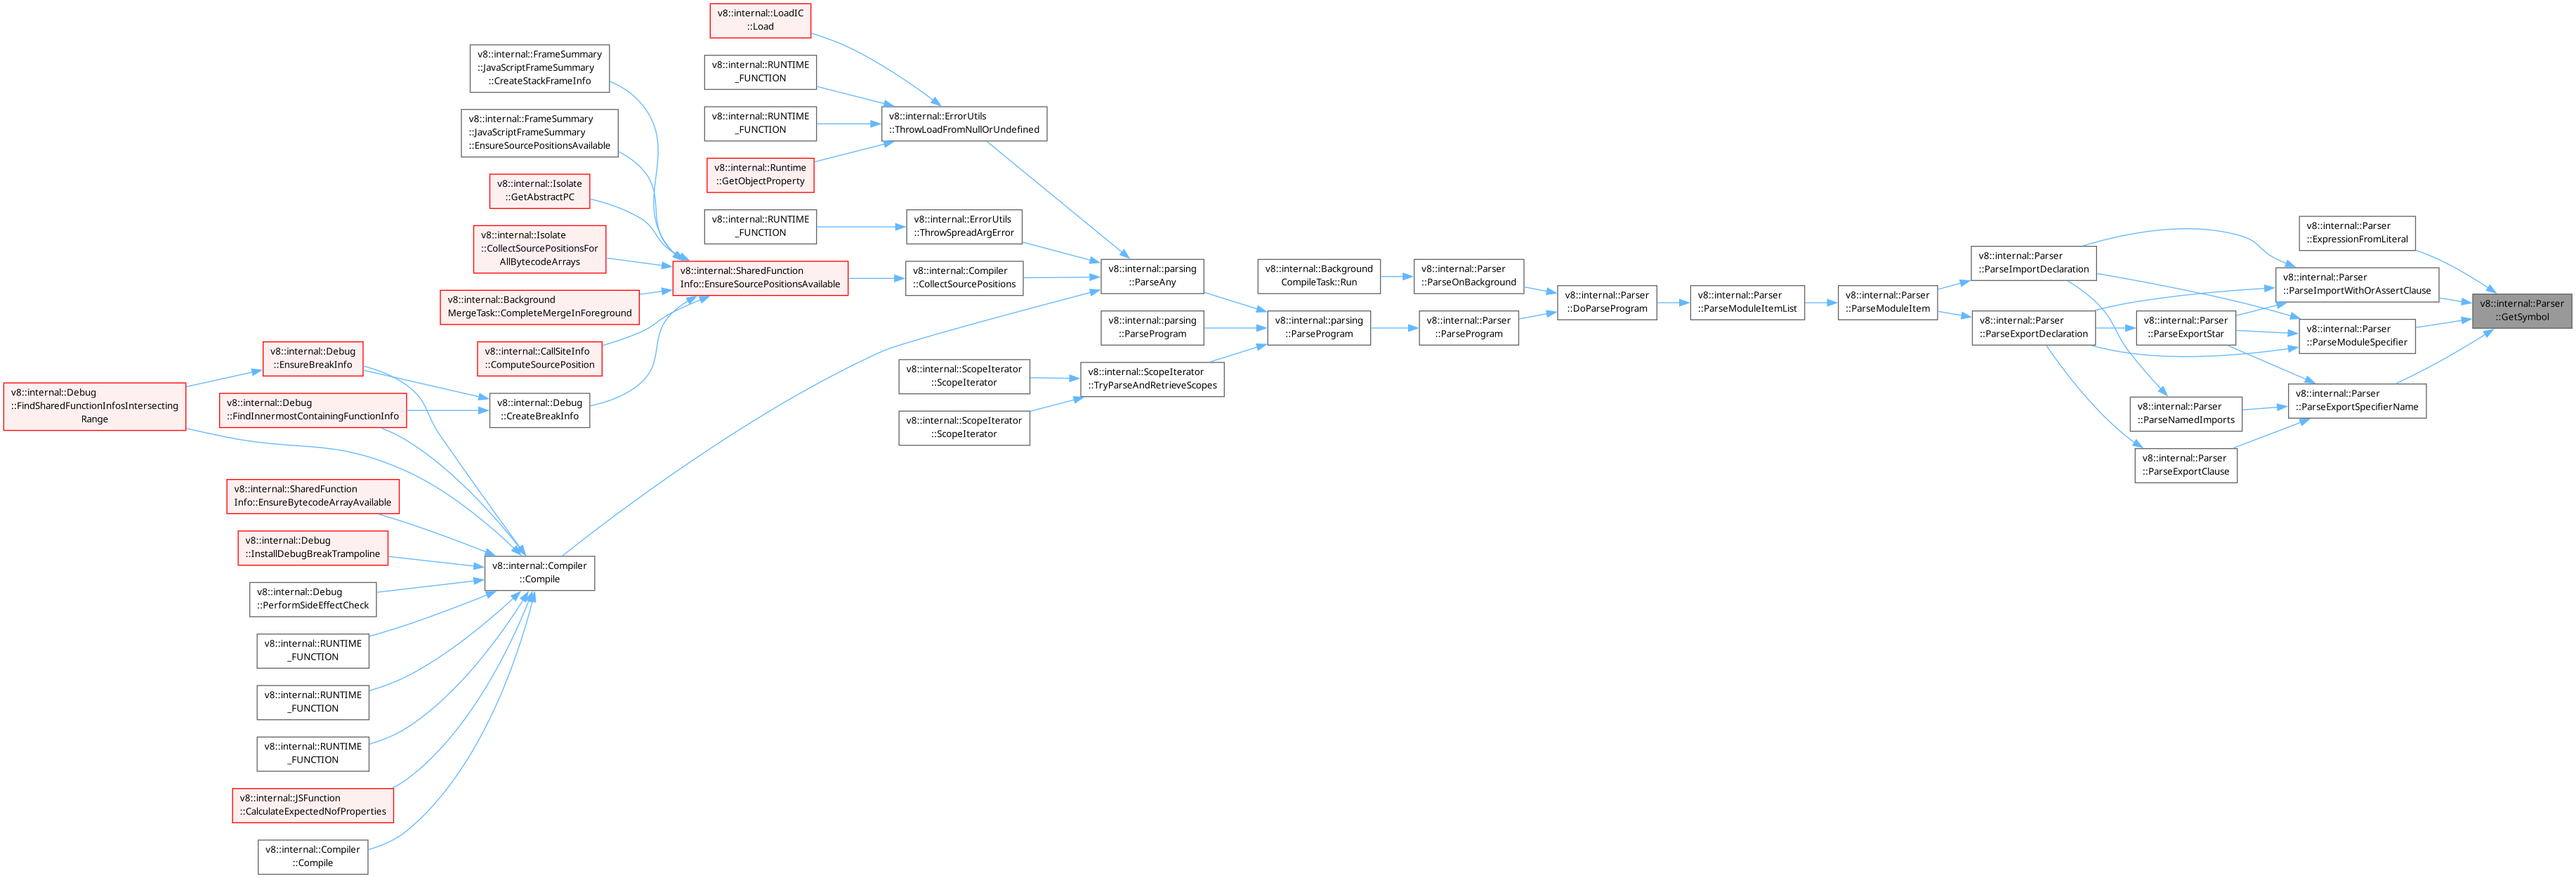 v8::internal::LoadIC
::Load
v8::internal::FrameSummary
::JavaScriptFrameSummary
::CreateStackFrameInfo
v8::internal::RUNTIME
_FUNCTION
v8::internal::RUNTIME
_FUNCTION
v8::internal::ErrorUtils
::ThrowLoadFromNullOrUndefined
v8::internal::FrameSummary
::JavaScriptFrameSummary
::EnsureSourcePositionsAvailable
v8::internal::Runtime
::GetObjectProperty
v8::internal::Isolate
::GetAbstractPC
v8::internal::RUNTIME
_FUNCTION
v8::internal::ErrorUtils
::ThrowSpreadArgError
v8::internal::Isolate
::CollectSourcePositionsFor
AllBytecodeArrays
v8::internal::SharedFunction
Info::EnsureSourcePositionsAvailable
v8::internal::Compiler
::CollectSourcePositions
v8::internal::parsing
::ParseAny
v8::internal::Background
CompileTask::Run
v8::internal::Parser
::ParseOnBackground
v8::internal::Parser
::DoParseProgram
v8::internal::Parser
::ParseModuleItemList
v8::internal::Parser
::ParseModuleItem
v8::internal::Parser
::ParseImportDeclaration
v8::internal::Parser
::ExpressionFromLiteral
v8::internal::Parser
::ParseImportWithOrAssertClause
v8::internal::Parser
::GetSymbol
v8::internal::Background
MergeTask::CompleteMergeInForeground
v8::internal::parsing
::ParseProgram
v8::internal::parsing
::ParseProgram
v8::internal::Parser
::ParseProgram
v8::internal::Parser
::ParseExportDeclaration
v8::internal::Parser
::ParseExportStar
v8::internal::Parser
::ParseModuleSpecifier
v8::internal::CallSiteInfo
::ComputeSourcePosition
v8::internal::Debug
::EnsureBreakInfo
v8::internal::ScopeIterator
::ScopeIterator
v8::internal::ScopeIterator
::TryParseAndRetrieveScopes
v8::internal::Parser
::ParseExportSpecifierName
v8::internal::Debug
::FindSharedFunctionInfosIntersecting
Range
v8::internal::Debug
::FindInnermostContainingFunctionInfo
v8::internal::Debug
::CreateBreakInfo
v8::internal::ScopeIterator
::ScopeIterator
v8::internal::Parser
::ParseNamedImports
v8::internal::Parser
::ParseExportClause
v8::internal::SharedFunction
Info::EnsureBytecodeArrayAvailable
v8::internal::Debug
::InstallDebugBreakTrampoline
v8::internal::Compiler
::Compile
v8::internal::Debug
::PerformSideEffectCheck
v8::internal::RUNTIME
_FUNCTION
v8::internal::RUNTIME
_FUNCTION
v8::internal::RUNTIME
_FUNCTION
v8::internal::JSFunction
::CalculateExpectedNofProperties
v8::internal::Compiler
::Compile